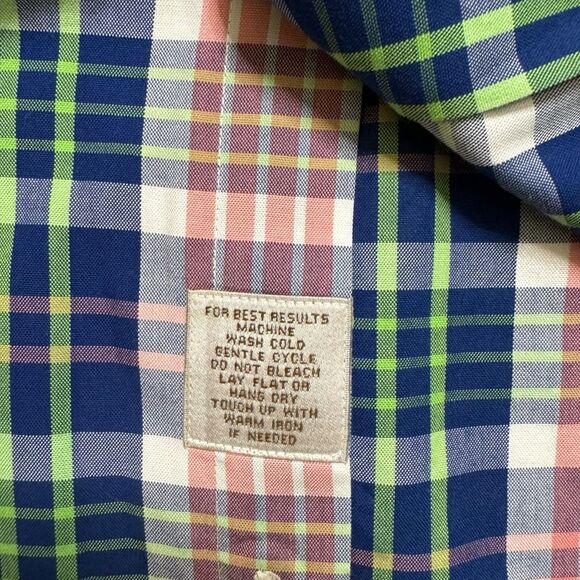 FOR BEST RESULTS
MACHINE
WASH COLD
GENTLE CYCLE
DO NOT BLEACH
LAY FLAT OR
HANG DRY
TOUCH UP WITH
WARM IRON
IF NEEDED